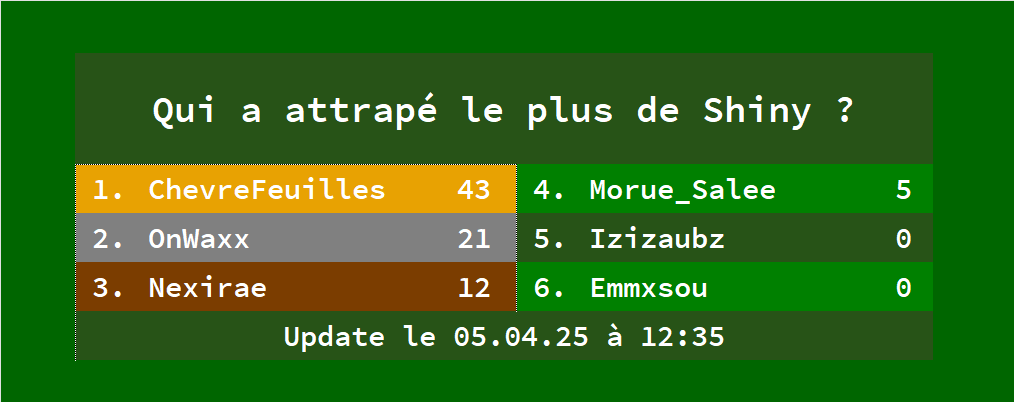 Qui a attrapé le plus de Shiny ?
1. ChevreFeuilles 43
2. OnWaxx 21
3. Nexirae 12
4. Morue_Salee 5
5. Izizaubz 0
6. Emmxsou 0
Update le 05.04.25 à 12:35